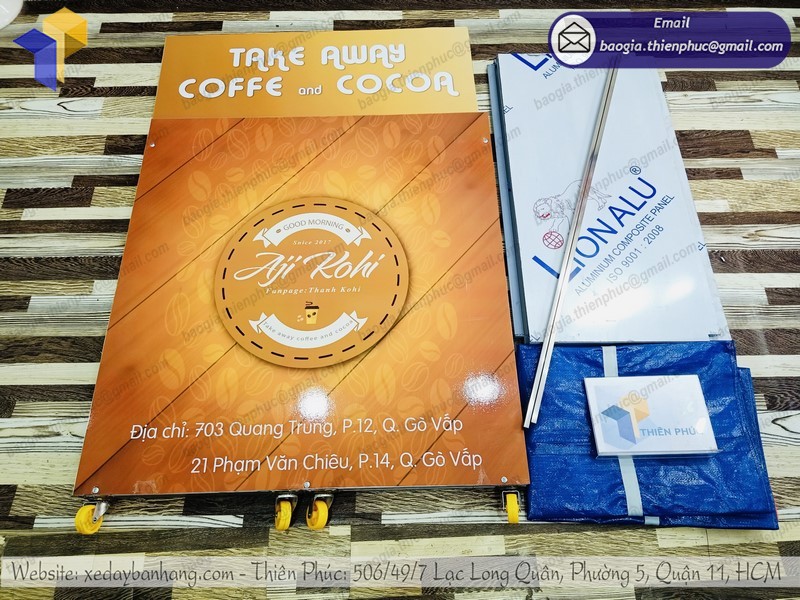 Email
baogia.thienphuc@gmail.com
TAKE AWAY
COFFE and COCOA
GOOD MORNING
Suice 2017
Aji Kohi
Funpage:Thanh Kohi
Take away coffee and cocoa
Địa chỉ: 703 Quang Trung, P.12, Q. Gò Vấp
21 Phạm Văn Chiêu, P.14, Q. Gò Vấp
LIONALU®
ALUMINIUM COMPOSITE PANEL
ISO 9001 : 2008
THIÊN PHÚC
Website: xedaybanhang.com - Thiên Phúc: 506/49/7 Lạc Long Quân, Phường 5, Quận 11, HCM